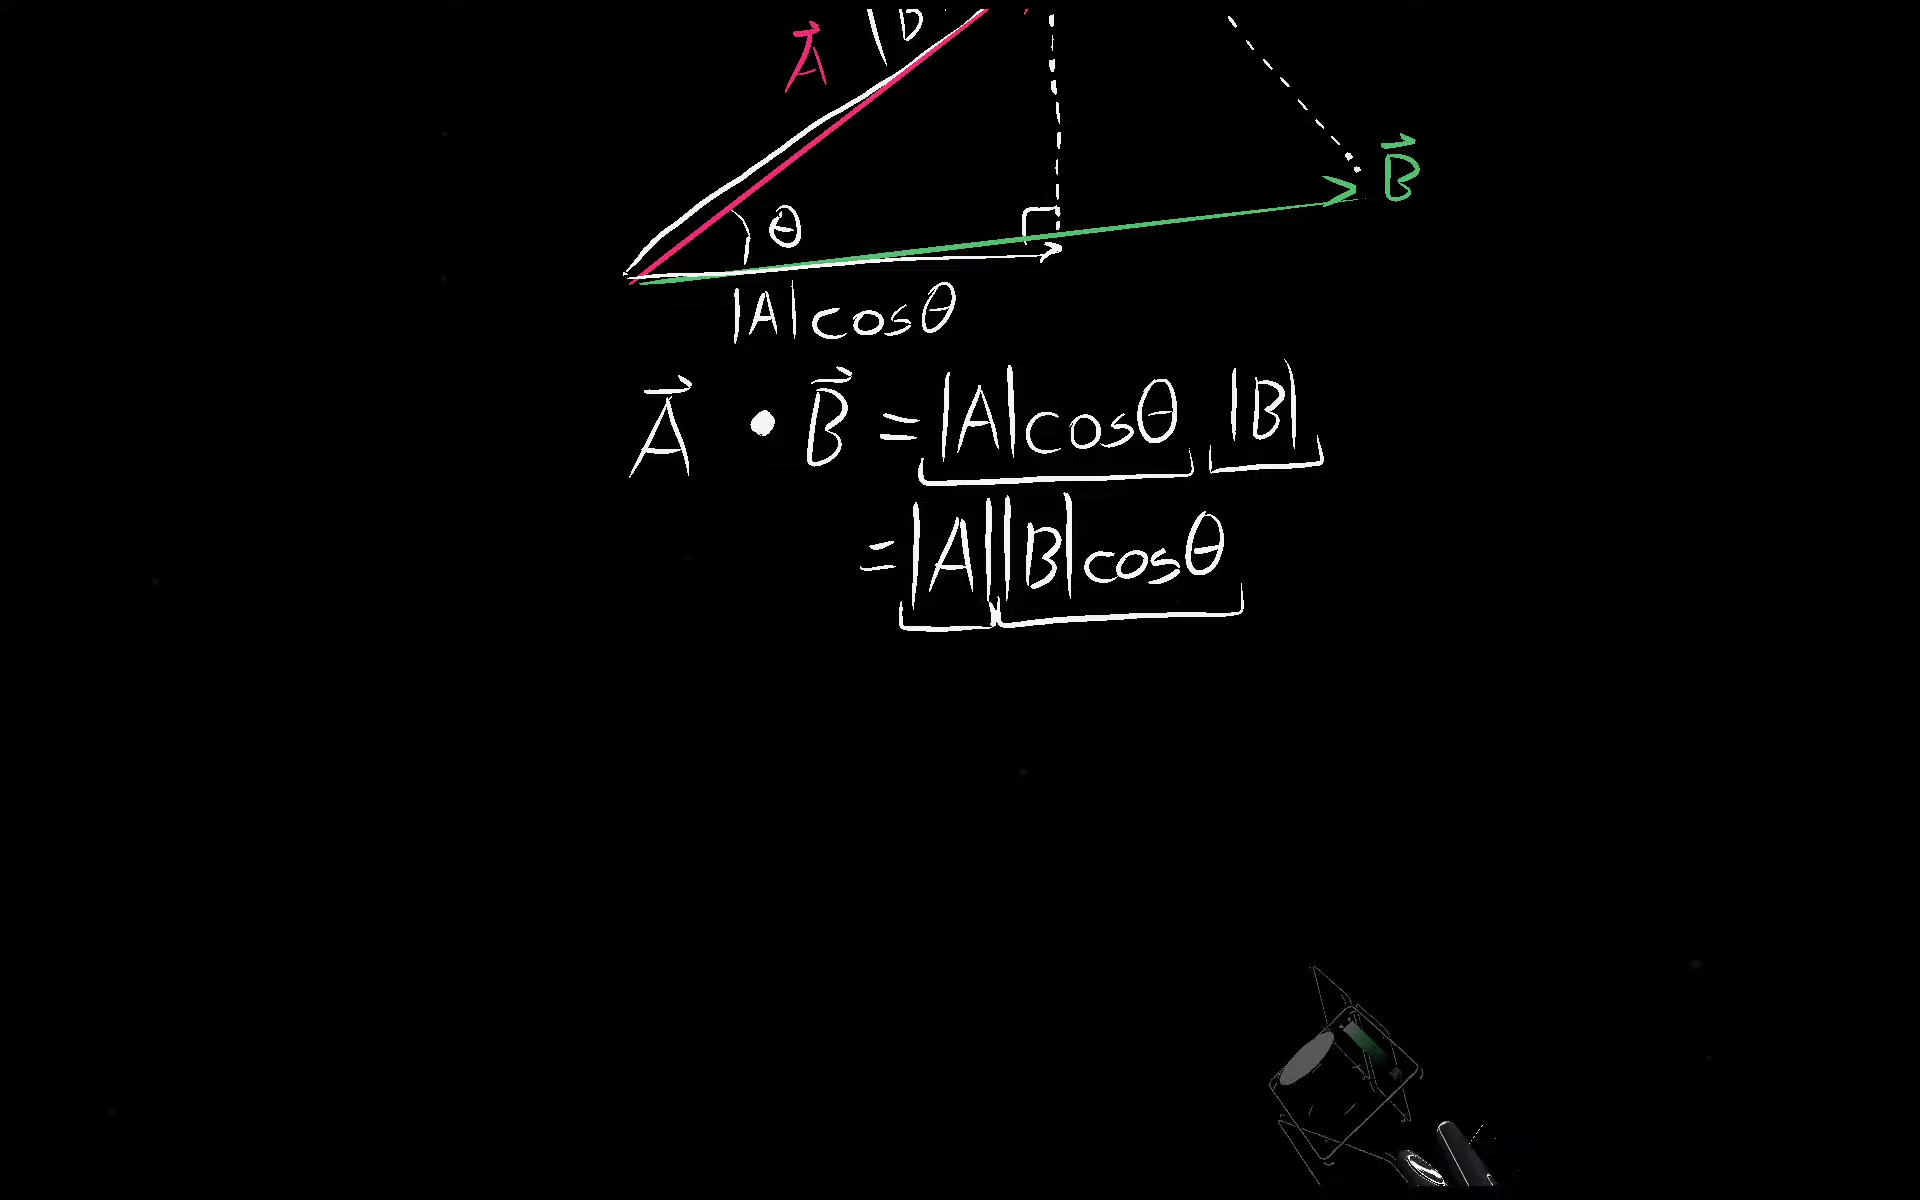 A⃗
B⃗
θ
|A|cosθ
A⃗ • B⃗ = |A|cosθ |B|
= |A||B|cosθ